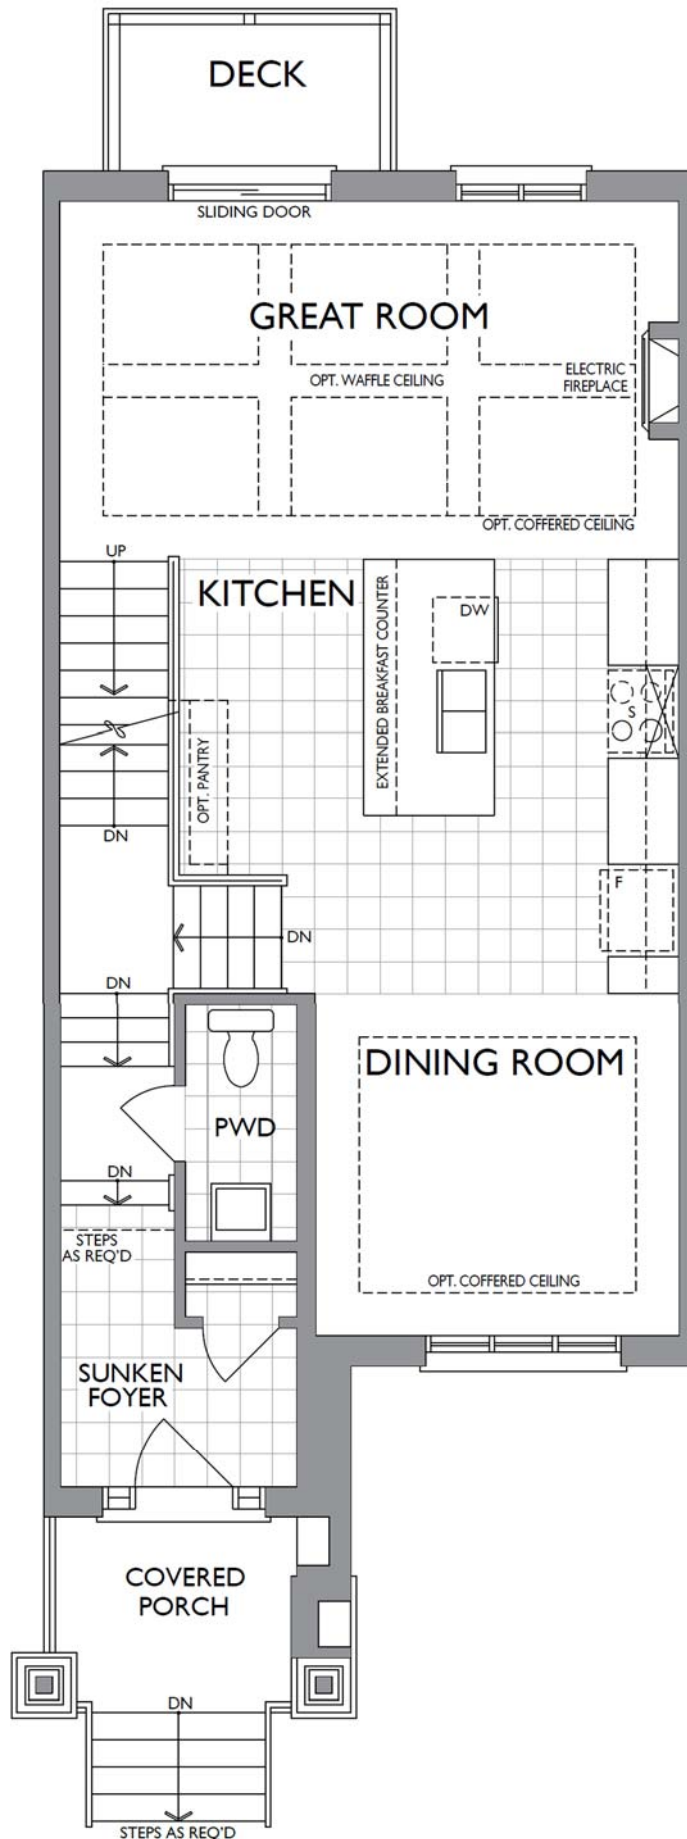 DECK
SLIDING DOOR
GREAT ROOM
OPT. WAFFLE CEILING
ELECTRIC
FIREPLACE
OPT. COFFERED CEILING
UP
KITCHEN
EXTENDED BREAKFAST COUNTER
DW
S
OPT. PANTRY
DN
F
DN
DN
DINING ROOM
PWD
DN
STEPS
AS REQ'D
OPT. COFFERED CEILING
SUNKEN
FOYER
COVERED
PORCH
DN
STEPS AS REQ'D